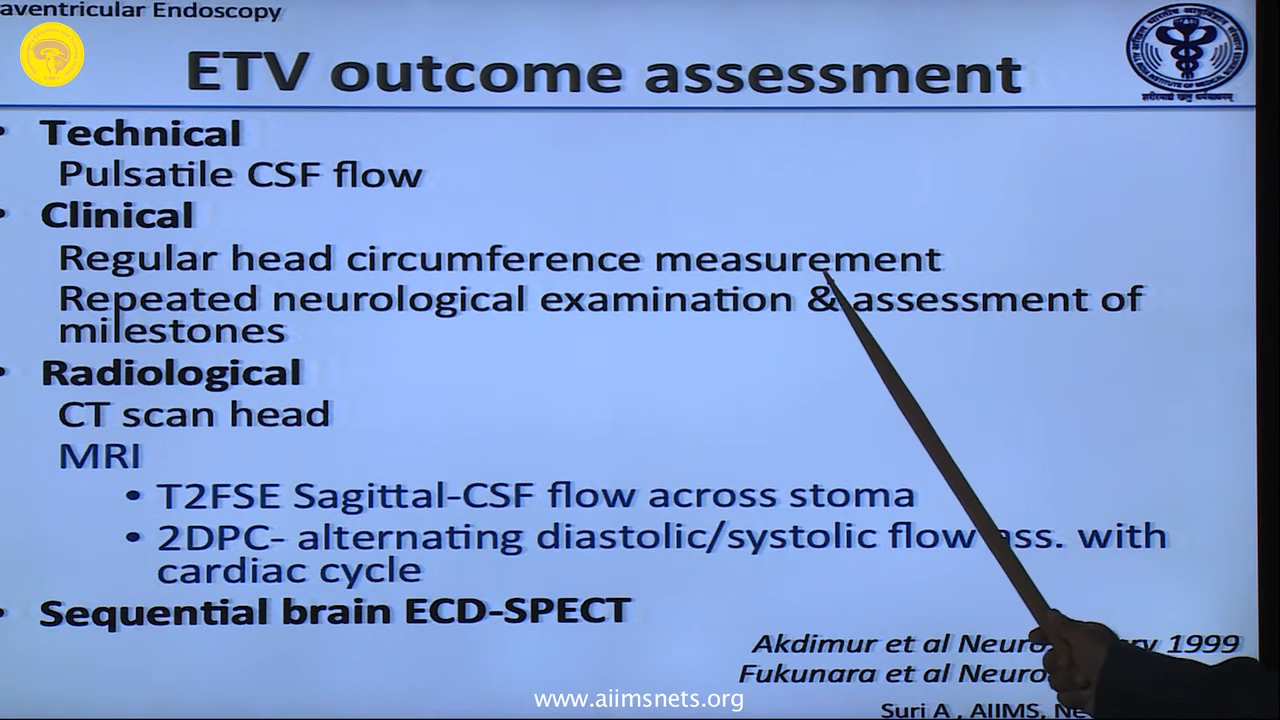 aventricular Endoscopy
ETV outcome assessment
• Technical
Pulsatile CSF flow
• Clinical
Regular head circumference measurement
Repeated neurological examination & assessment of
milestones
• Radiological
CT scan head
MRI
• T2FSE Sagittal-CSF flow across stoma
• 2DPC- alternating diastolic/systolic flow ass. with
cardiac cycle
• Sequential brain ECD-SPECT
Akdimur et al 1999
Fukunara et al
www.aiimsnets.org
Suri A , AIIMS,